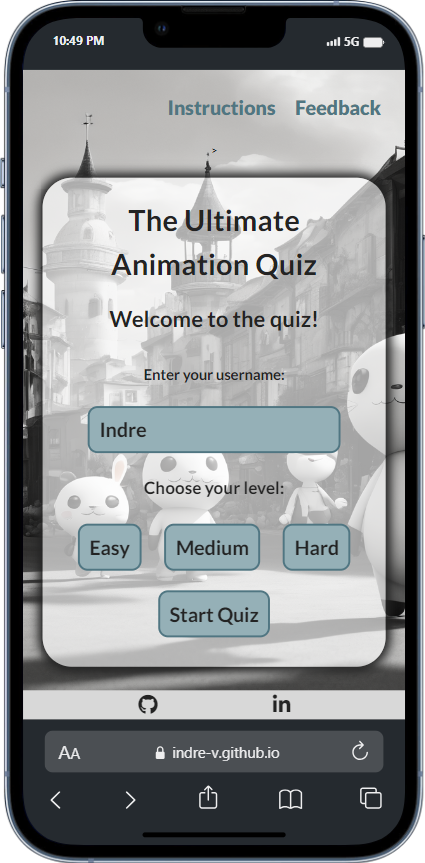 10:49 PM 5G
Instructions Feedback
>
The Ultimate
Animation Quiz
Welcome to the quiz!
Enter your username:
Indre
Choose your level:
Easy Medium Hard
Start Quiz
in
AA indre-v.github.io